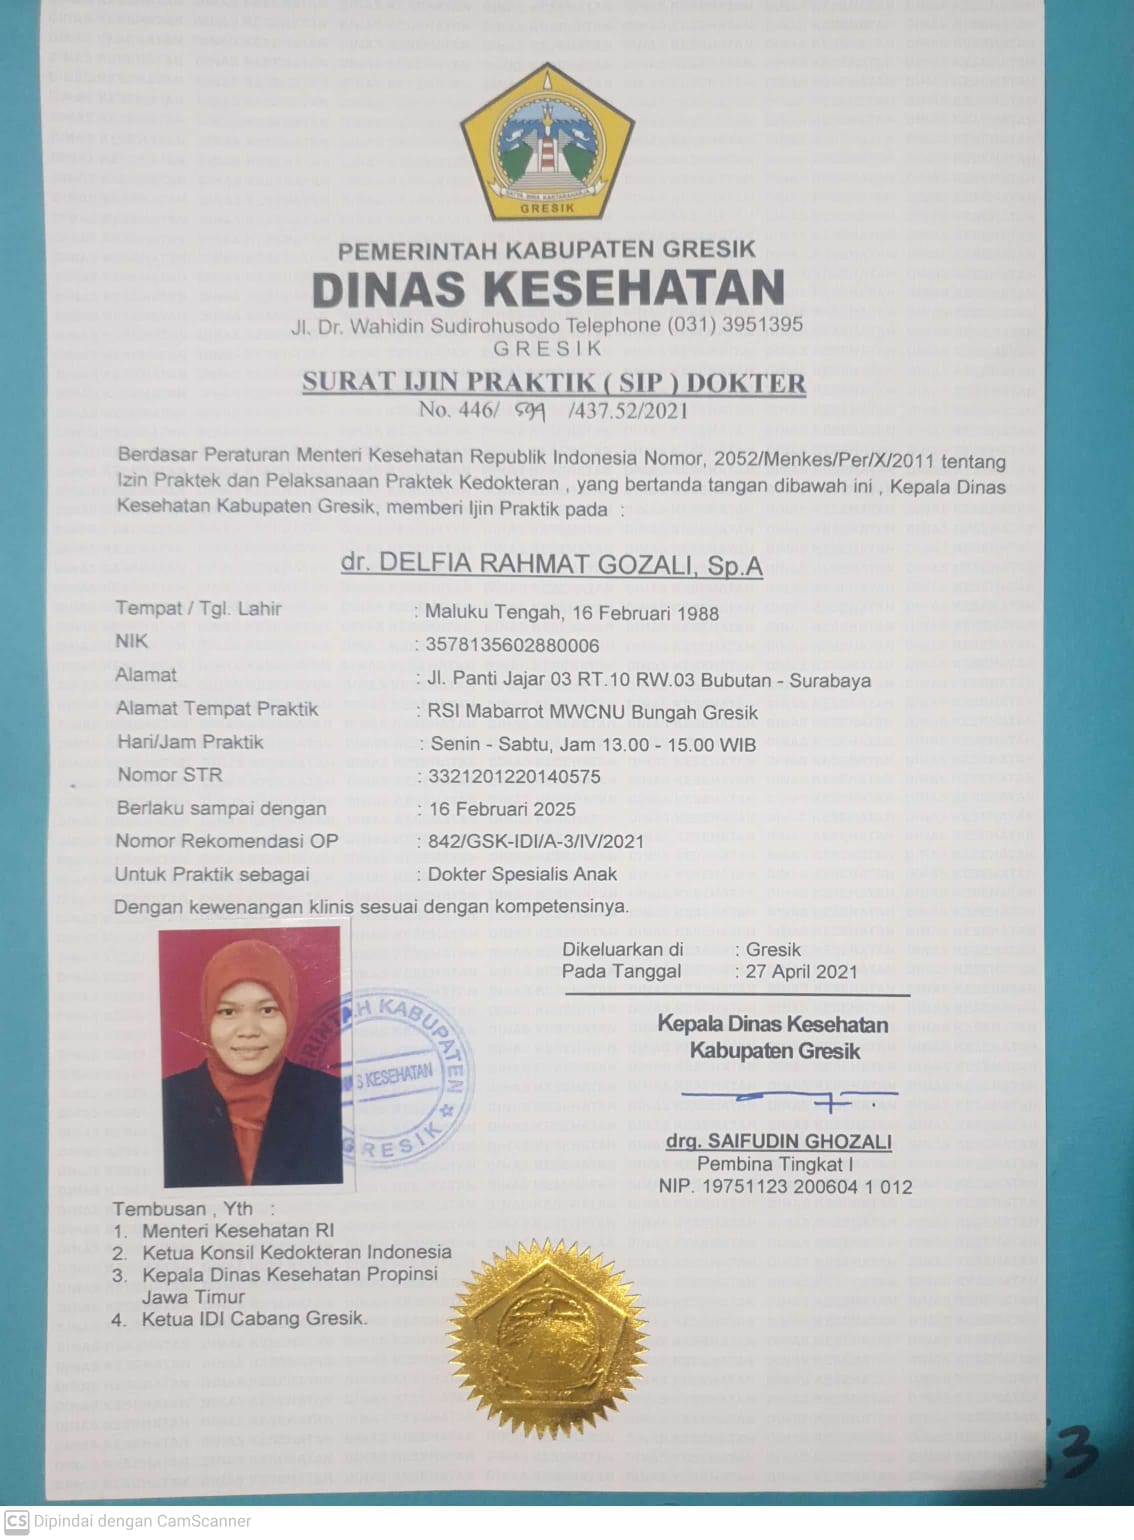 GRESIK
PEMERINTAH KABUPATEN GRESIK
DINAS KESEHATAN
Jl. Dr. Wahidin Sudirohusodo Telephone (031) 3951395
GRESIK
SURAT IJIN PRAKTIK ( SIP ) DOKTER
No. 446/ 599 /437.52/2021
Berdasar Peraturan Menteri Kesehatan Republik Indonesia Nomor, 2052/Menkes/Per/X/2011 tentang
Izin Praktek dan Pelaksanaan Praktek Kedokteran , yang bertanda tangan dibawah ini , Kepala Dinas
Kesehatan Kabupaten Gresik, memberi Ijin Praktik pada :
dr. DELFIA RAHMAT GOZALI, Sp.A
Tempat / Tgl. Lahir : Maluku Tengah, 16 Februari 1988
NIK : 3578135602880006
Alamat : Jl. Panti Jajar 03 RT.10 RW.03 Bubutan - Surabaya
Alamat Tempat Praktik : RSI Mabarrot MWCNU Bungah Gresik
Hari/Jam Praktik : Senin - Sabtu, Jam 13.00 - 15.00 WIB
Nomor STR : 3321201220140575
Berlaku sampai dengan : 16 Februari 2025
Nomor Rekomendasi OP : 842/GSK-IDI/A-3/IV/2021
Untuk Praktik sebagai : Dokter Spesialis Anak
Dengan kewenangan klinis sesuai dengan kompetensinya.
Dikeluarkan di : Gresik
Pada Tanggal : 27 April 2021
Kepala Dinas Kesehatan
Kabupaten Gresik
drg. SAIFUDIN GHOZALI
Pembina Tingkat I
NIP. 19751123 200604 1 012
KABUPATEN
KESEHATAN
GRESIK
Tembusan , Yth :
1. Menteri Kesehatan RI
2. Ketua Konsil Kedokteran Indonesia
3. Kepala Dinas Kesehatan Propinsi
Jawa Timur
4. Ketua IDI Cabang Gresik.
3
CS Dipindai dengan CamScanner